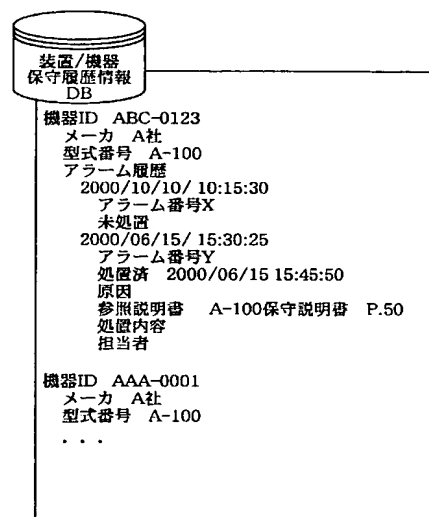 装置/機器
保守履歴情報
DB
機器ID ABC-0123
メーカ A社
型式番号 A-100
アラーム履歴
2000/10/10/ 10:15:30
アラーム番号X
未処置
2000/06/15/ 15:30:25
アラーム番号Y
処置済 2000/06/15 15:45:50
原因
参照説明書 A-100保守説明書 P.50
処置内容
担当者
機器ID AAA-0001
メーカ A社
型式番号 A-100
・・・